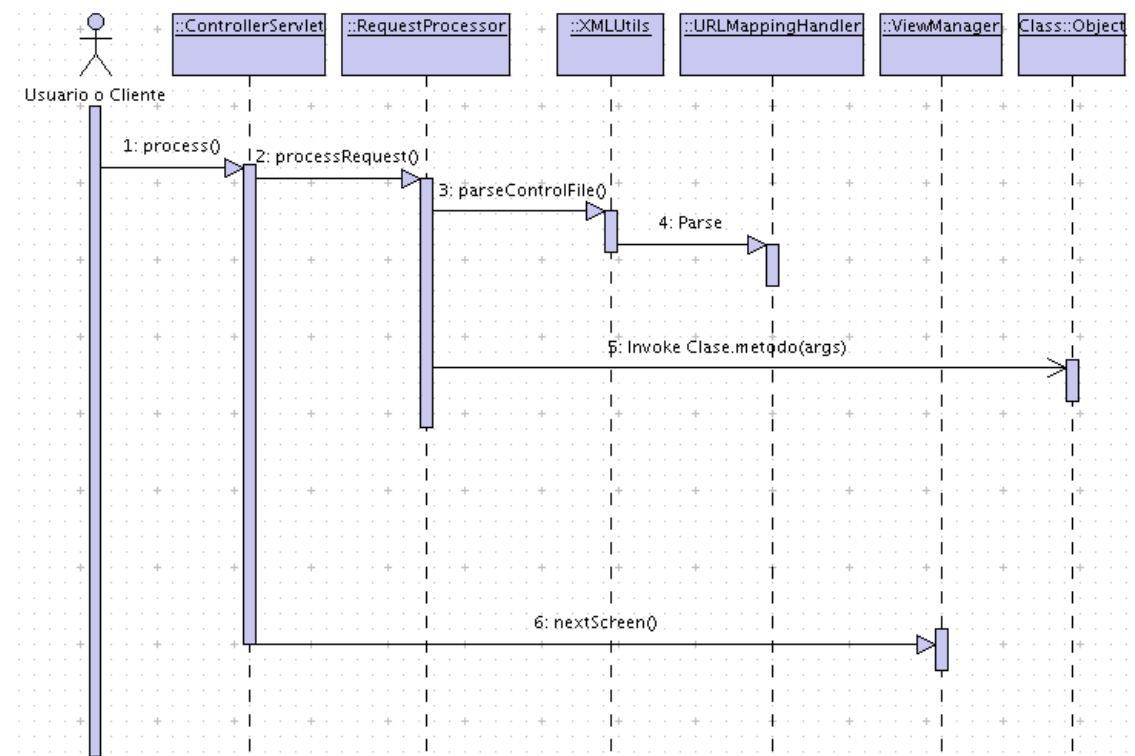 ::ControllerServlet
::RequestProcessor
::XMLUtils
::URLMappingHandler
::ViewManager
Class::Object
Usuario o Cliente
1: process()
2: processRequest()
3: parseControlFile()
4: Parse
5: Invoke Clase.metodo(args)
6: nextScreen()